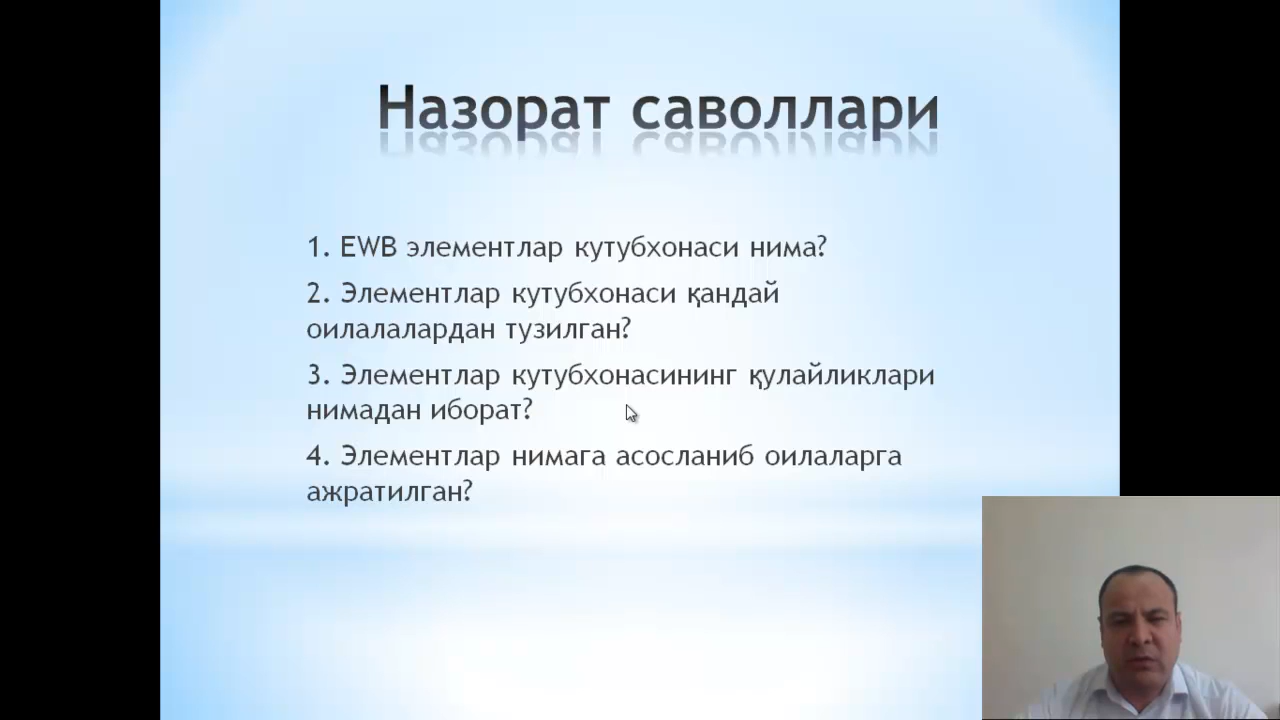 Назорат саволлари
1. EWB элементлар кутубхонаси нима?
2. Элементлар кутубхонаси қандай
оилалалардан тузилган?
3. Элементлар кутубхонасининг қулайликлари
нимадан иборат?
4. Элементлар нимага асосланиб оилаларга
ажратилган?